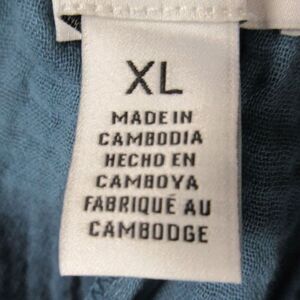 XL
MADE IN
CAMBODIA
HECHO EN
CAMBOYA
FABRIQUÉ AU
CAMBODGE